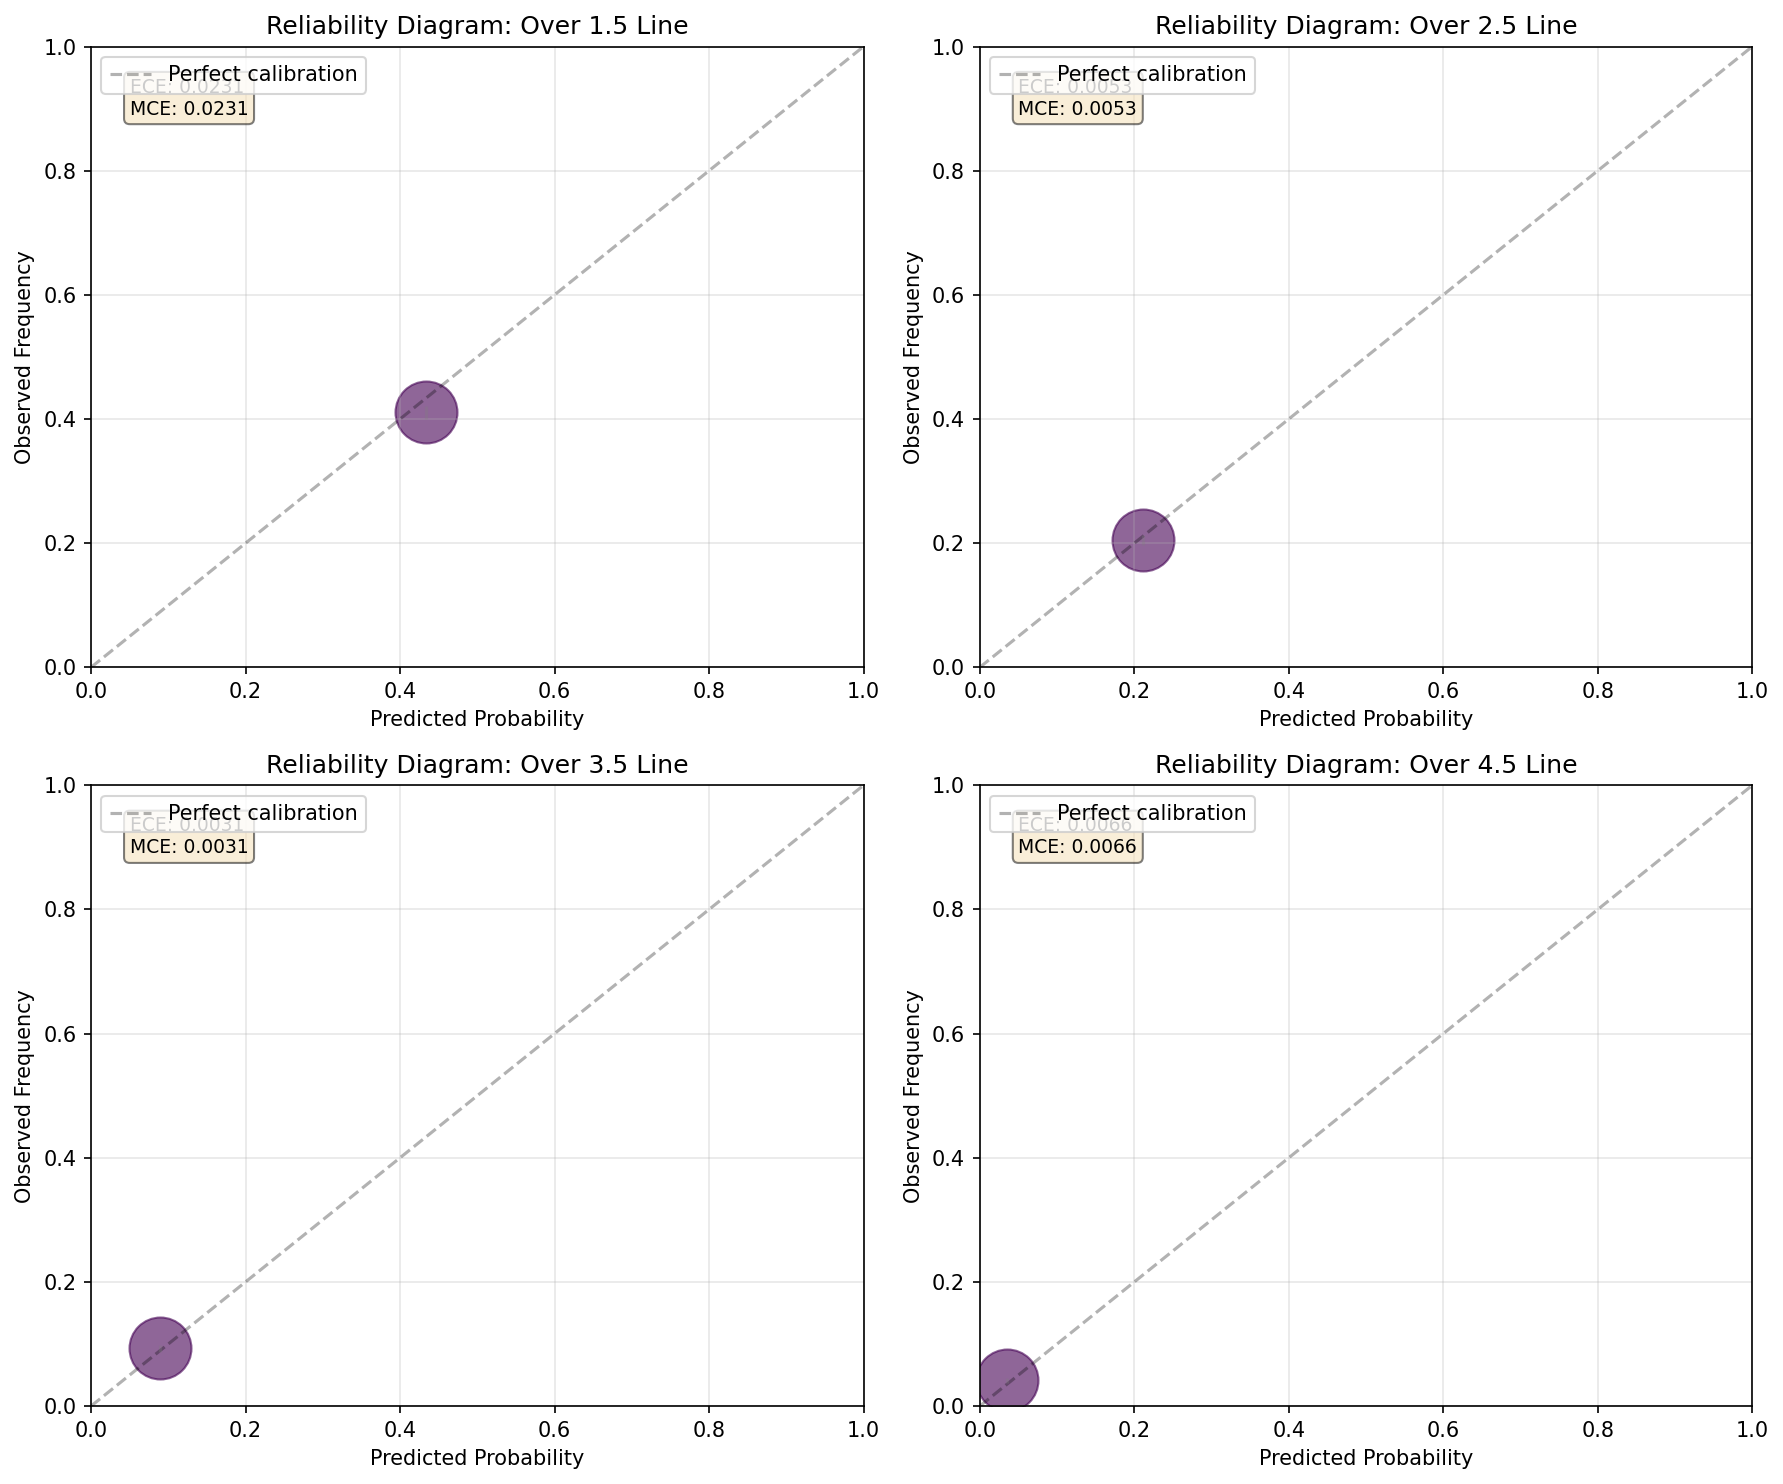 Reliability Diagram: Over 1.5 Line
1.0
0.8
0.6
0.4
0.2
0.0
Observed Frequency
Perfect calibration
ECE: 0.0231
MCE: 0.0231
0.0 0.2 0.4 0.6 0.8 1.0
Predicted Probability
Reliability Diagram: Over 2.5 Line
1.0
0.8
0.6
0.4
0.2
0.0
Observed Frequency
Perfect calibration
ECE: 0.0053
MCE: 0.0053
0.0 0.2 0.4 0.6 0.8 1.0
Predicted Probability
Reliability Diagram: Over 3.5 Line
1.0
0.8
0.6
0.4
0.2
0.0
Observed Frequency
Perfect calibration
ECE: 0.0031
MCE: 0.0031
0.0 0.2 0.4 0.6 0.8 1.0
Predicted Probability
Reliability Diagram: Over 4.5 Line
1.0
0.8
0.6
0.4
0.2
0.0
Observed Frequency
Perfect calibration
ECE: 0.0066
MCE: 0.0066
0.0 0.2 0.4 0.6 0.8 1.0
Predicted Probability